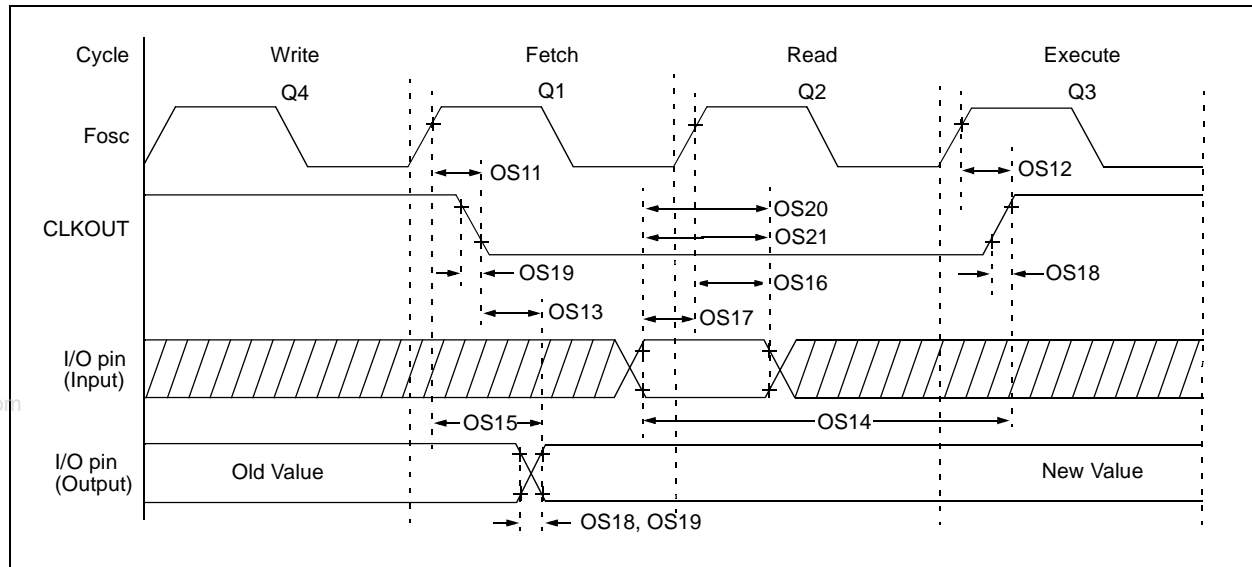 Cycle Write Fetch Read Execute
Q4 Q1 Q2 Q3
Fosc
OS11 OS12
OS20
CLKOUT
OS21
OS19 OS16 OS18
OS13 OS17
I/O pin
(Input)
om
OS15 OS14
I/O pin
(Output)
Old Value New Value
OS18, OS19